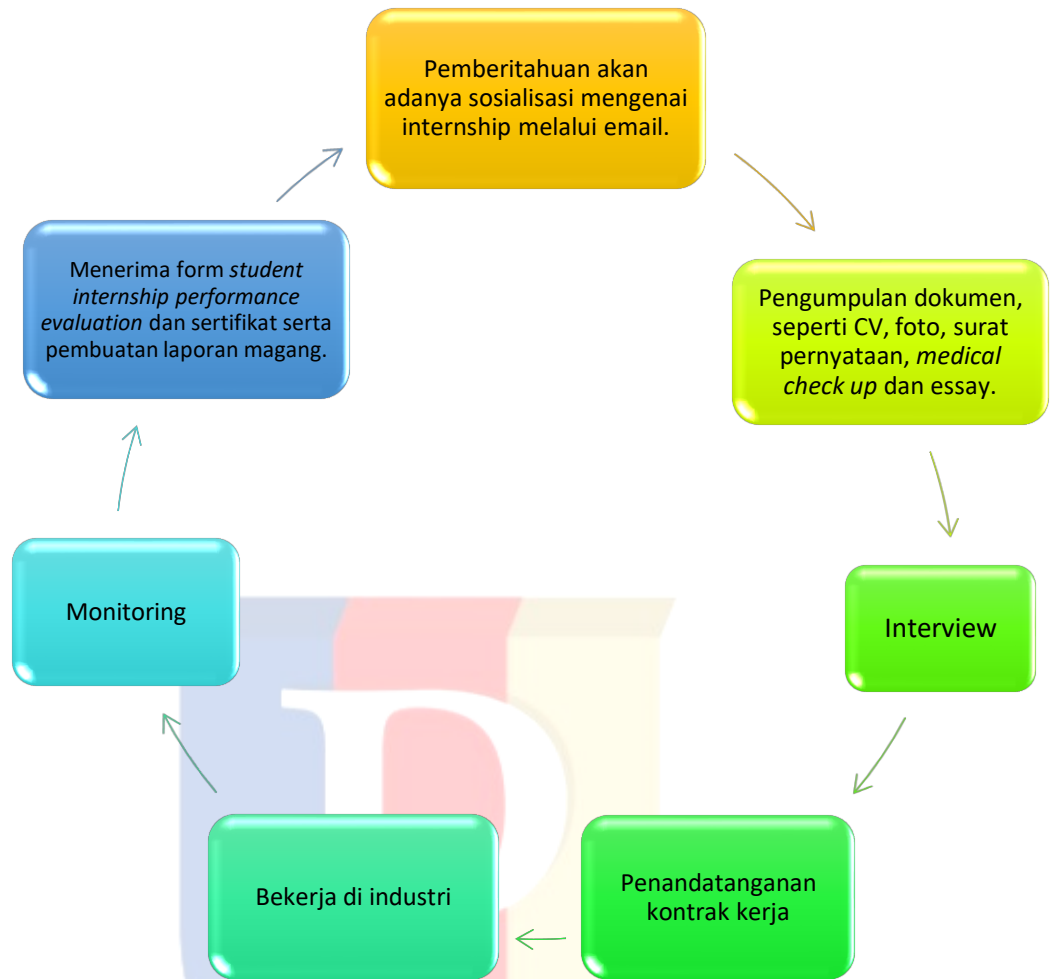 Pemberitahuan akan
adanya sosialisasi mengenai
internship melalui email.
Pengumpulan dokumen,
seperti CV, foto, surat
pernyataan, medical
check up dan essay.
Interview
Penandatanganan
kontrak kerja
Bekerja di industri
Monitoring
Menerima form student
internship performance
evaluation dan sertifikat serta
pembuatan laporan magang.